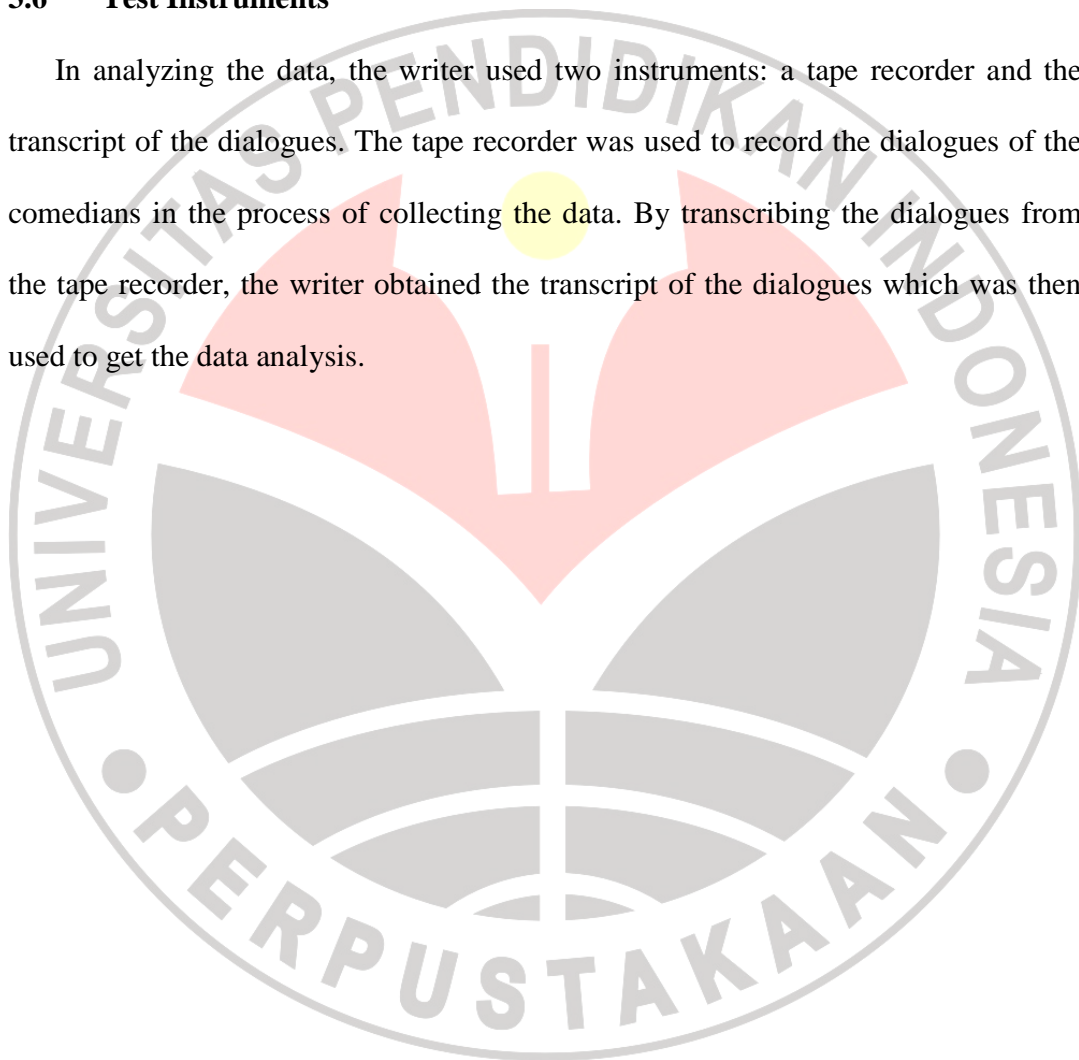 Test Instruments
In analyzing the data, the writer used two instruments: a tape recorder and the
transcript of the dialogues. The tape recorder was used to record the dialogues of the
comedians in the process of collecting the data. By transcribing the dialogues from
the tape recorder, the writer obtained the transcript of the dialogues which was then
used to get the data analysis.
UNIVERSITAS PENDIDIKAN INDONESIA
PERPUSTAKAAN